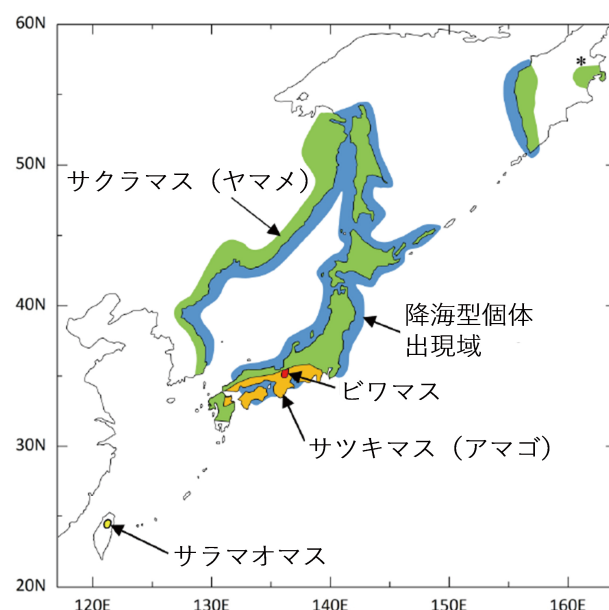 60N
*
50N
サクラマス（ヤマメ）
40N
降海型個体
出現域
ビワマス
サツキマス（アマゴ）
30N
サラマオマス
20N
120E
130E
140E
150E
160E